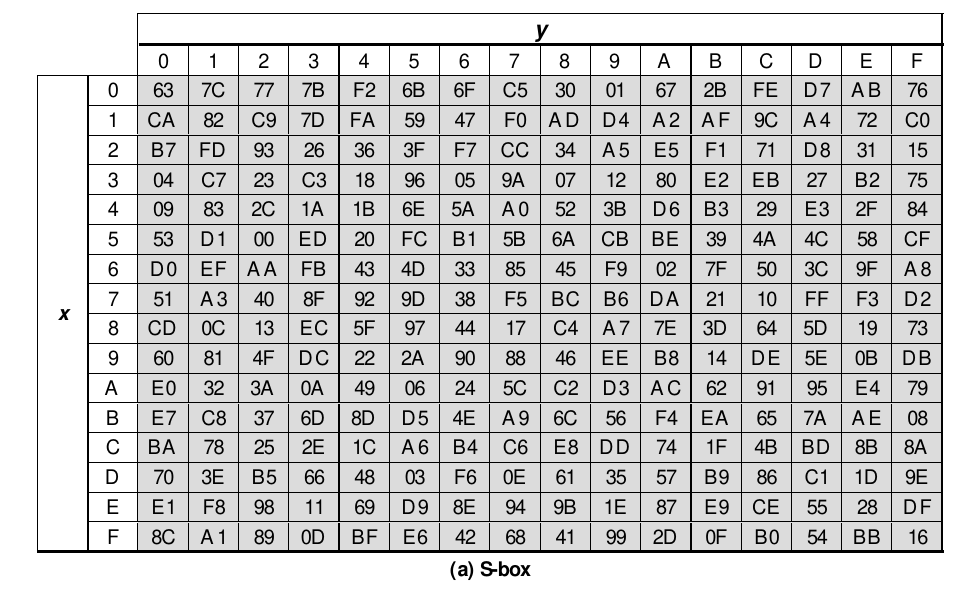 y
0 1 2 3 4 5 6 7 8 9 A B C D E F
0 63 7C 77 7B F2 6B 6F C5 30 01 67 2B FE D7 AB 76
1 CA 82 C9 7D FA 59 47 F0 AD D4 A2 AF 9C A4 72 C0
2 B7 FD 93 26 36 3F F7 CC 34 A5 E5 F1 71 D8 31 15
3 04 C7 23 C3 18 96 05 9A 07 12 80 E2 EB 27 B2 75
4 09 83 2C 1A 1B 6E 5A A0 52 3B D6 B3 29 E3 2F 84
5 53 D1 00 ED 20 FC B1 5B 6A CB BE 39 4A 4C 58 CF
6 D0 EF AA FB 43 4D 33 85 45 F9 02 7F 50 3C 9F A8
7 51 A3 40 8F 92 9D 38 F5 BC B6 DA 21 10 FF F3 D2
x
8 CD 0C 13 EC 5F 97 44 17 C4 A7 7E 3D 64 5D 19 73
9 60 81 4F DC 22 2A 90 88 46 EE B8 14 DE 5E 0B DB
A E0 32 3A 0A 49 06 24 5C C2 D3 AC 62 91 95 E4 79
B E7 C8 37 6D 8D D5 4E A9 6C 56 F4 EA 65 7A AE 08
C BA 78 25 2E 1C A6 B4 C6 E8 DD 74 1F 4B BD 8B 8A
D 70 3E B5 66 48 03 F6 0E 61 35 57 B9 86 C1 1D 9E
E E1 F8 98 11 69 D9 8E 94 9B 1E 87 E9 CE 55 28 DF
F 8C A1 89 0D BF E6 42 68 41 99 2D 0F B0 54 BB 16
(a) S-box